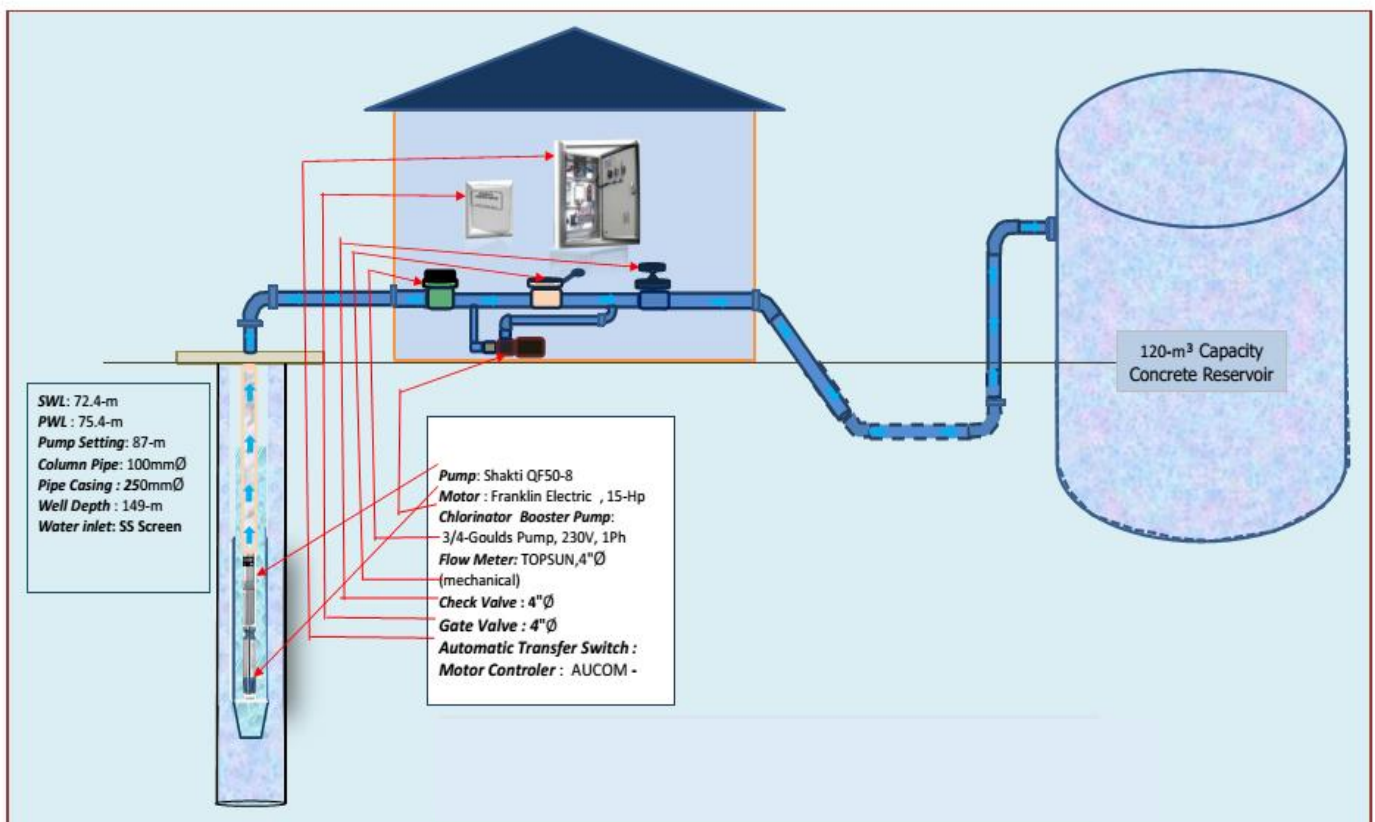 120-m³ Capacity
Concrete Reservoir
SWL: 72.4-m
PWL : 75.4-m
Pump Setting: 87-m
Column Pipe: 100mmØ
Pipe Casing : 250mmØ
Well Depth : 149-m
Water inlet: SS Screen
Pump: Shakti QF50-8
Motor : Franklin Electric , 15-Hp
Chlorinator Booster Pump:
3/4-Goulds Pump, 230V, 1Ph
Flow Meter: TOPSUN,4"Ø
(mechanical)
Check Valve : 4"Ø
Gate Valve : 4"Ø
Automatic Transfer Switch :
Motor Controler : AUCOM -